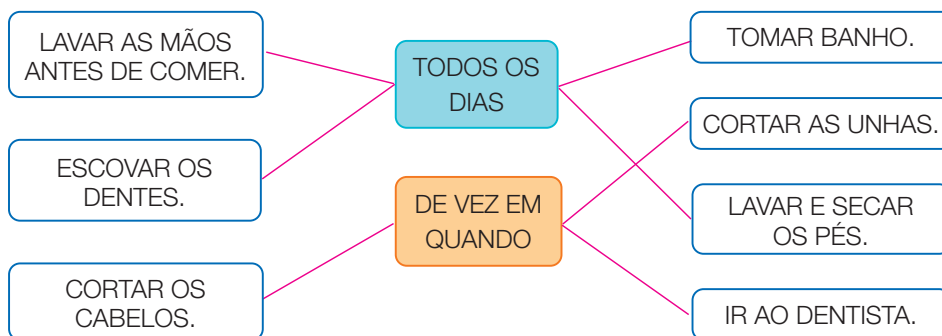 LAVAR AS MÃOS
ANTES DE COMER.
ESCOVAR OS
DENTES.
CORTAR OS
CABELOS.
TODOS OS
DIAS
DE VEZ EM
QUANDO
TOMAR BANHO.
CORTAR AS UNHAS.
LAVAR E SECAR
OS PÉS.
IR AO DENTISTA.